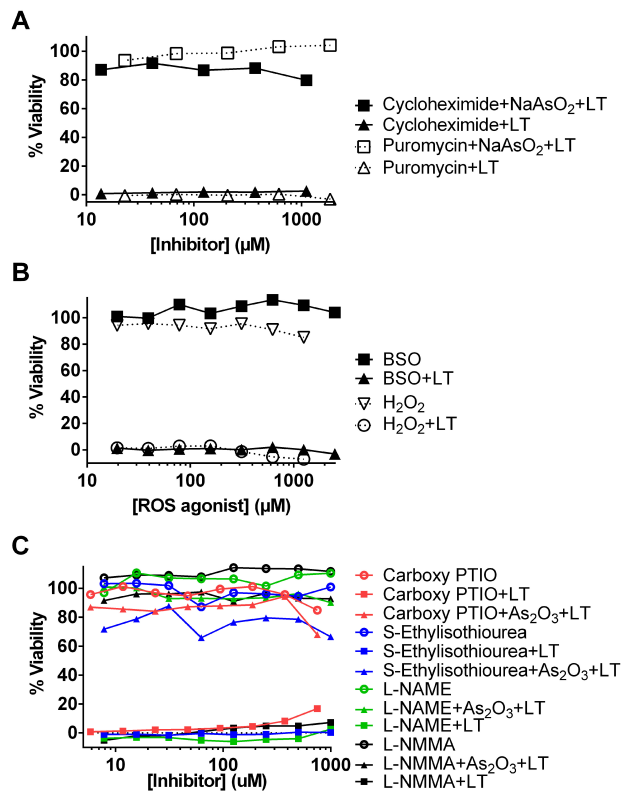 A
100
80
60
40
20
0
% Viability
10
100
1000
[Inhibitor] (µM)
Cycloheximide+NaAsO₂+LT
Cycloheximide+LT
Puromycin+NaAsO₂+LT
Puromycin+LT
B
100
80
60
40
20
0
% Viability
10
100
1000
[ROS agonist] (µM)
BSO
BSO+LT
H₂O₂
H₂O₂+LT
C
100
80
60
40
20
0
% Viability
10
100
1000
[Inhibitor] (uM)
Carboxy PTIO
Carboxy PTIO+LT
Carboxy PTIO+As₂O₃+LT
S-Ethylisothiourea
S-Ethylisothiourea+LT
S-Ethylisothiourea+As₂O₃+LT
L-NAME
L-NAME+As₂O₃+LT
L-NAME+LT
L-NMMA
L-NMMA+As₂O₃+LT
L-NMMA+LT